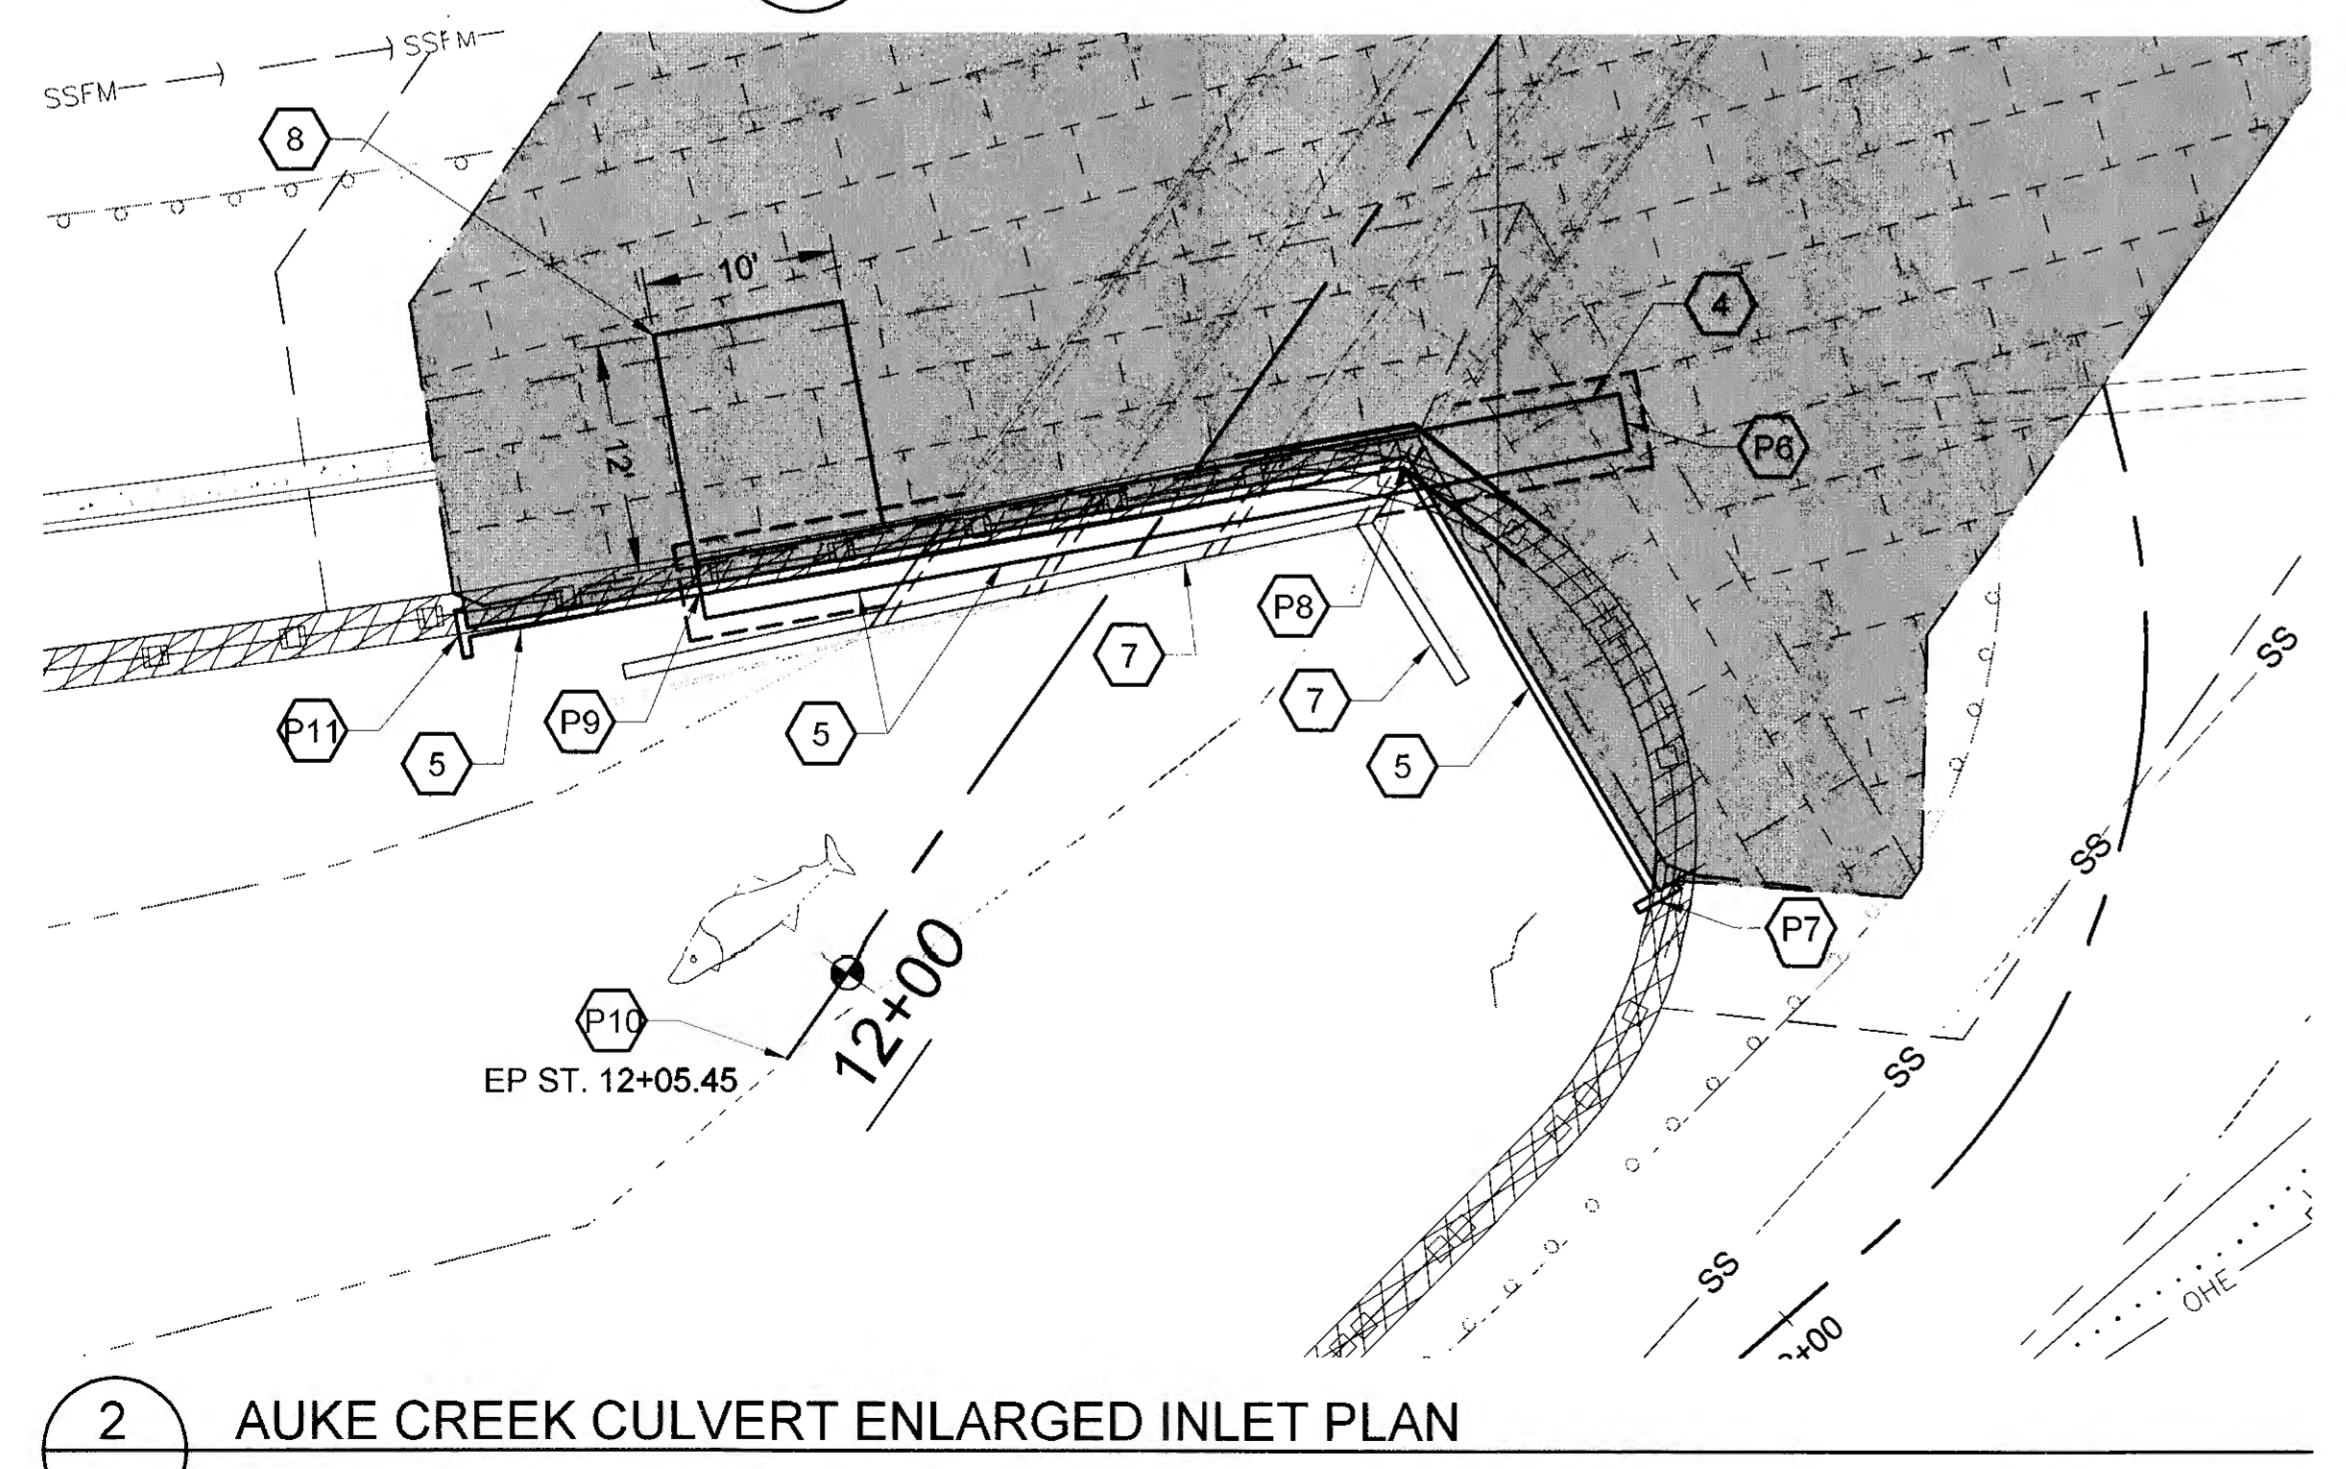 SSFM
SSFM
8
10'
4
12'
P6
P8
7
7
P11
5
P9
5
5
SS
SS
P7
12+00
P10
EP ST. 12+05.45
SS
SS
OHE
+00
2
AUKE CREEK CULVERT ENLARGED INLET PLAN